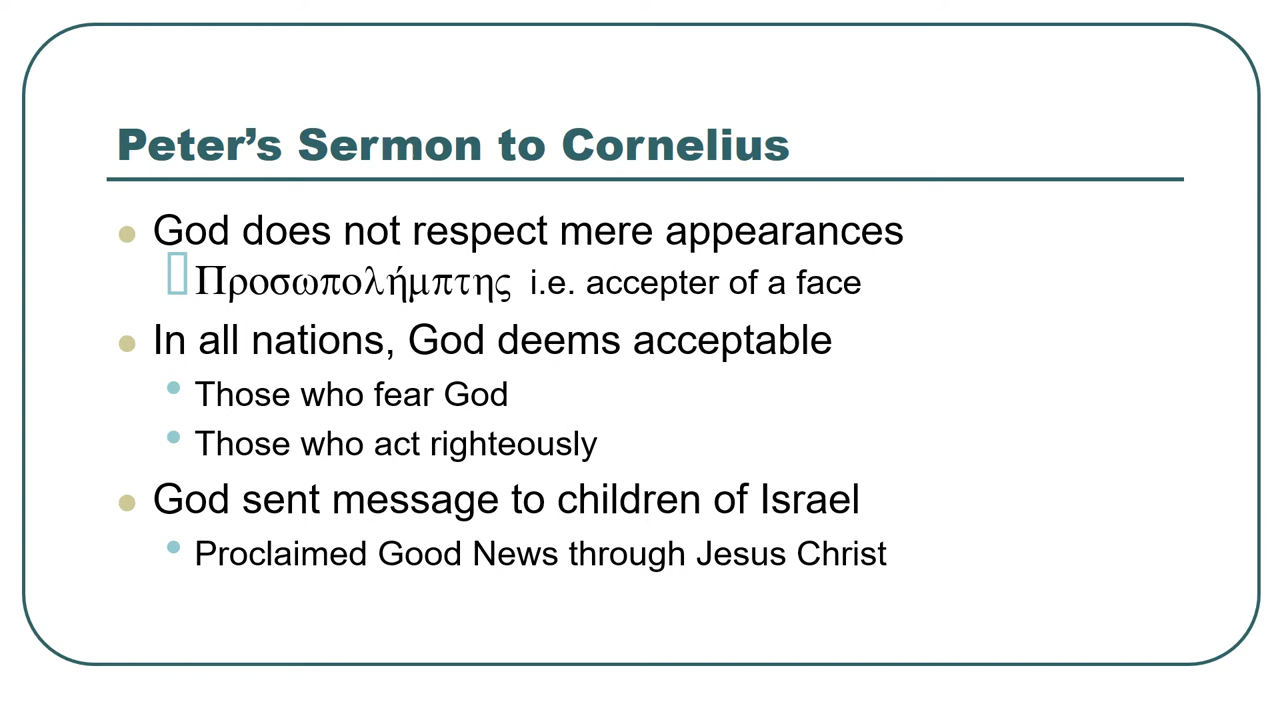 Peter’s Sermon to Cornelius
God does not respect mere appearances
Προσωπολήμπτης i.e. accepter of a face
In all nations, God deems acceptable
Those who fear God
Those who act righteously
God sent message to children of Israel
Proclaimed Good News through Jesus Christ